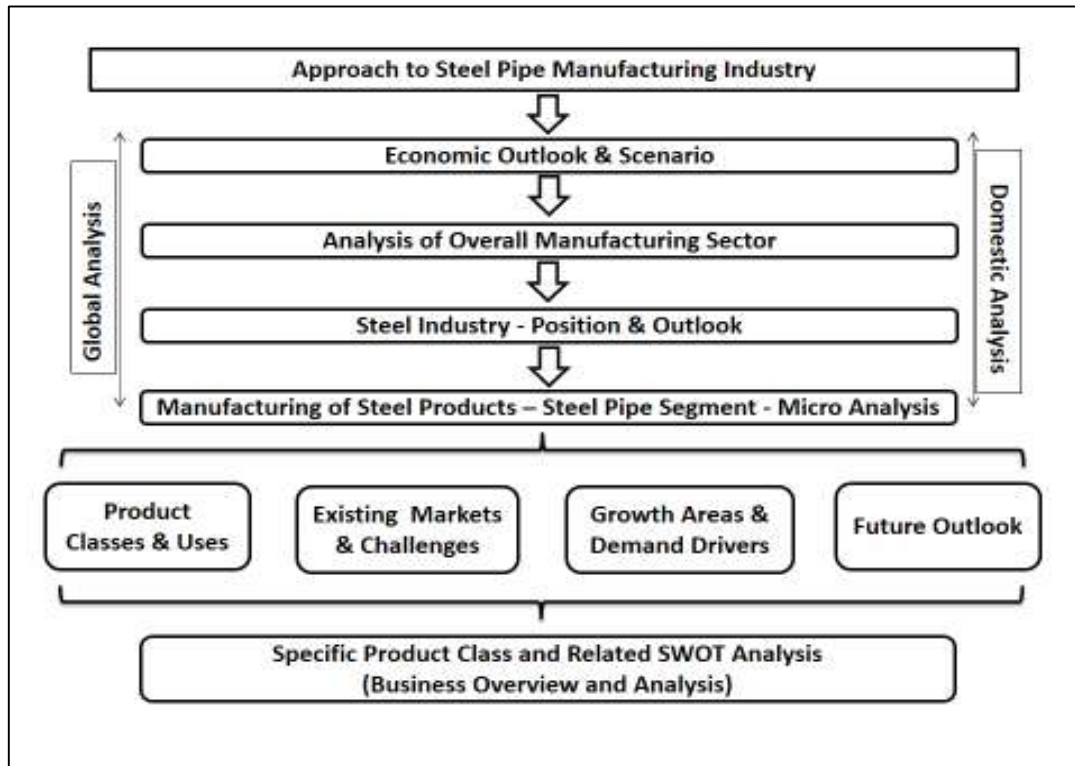 Approach to Steel Pipe Manufacturing Industry
Economic Outlook & Scenario
Analysis of Overall Manufacturing Sector
Steel Industry - Position & Outlook
Manufacturing of Steel Products – Steel Pipe Segment - Micro Analysis
Global Analysis
Domestic Analysis
Product
Classes & Uses
Existing Markets
& Challenges
Growth Areas &
Demand Drivers
Future Outlook
Specific Product Class and Related SWOT Analysis
(Business Overview and Analysis)